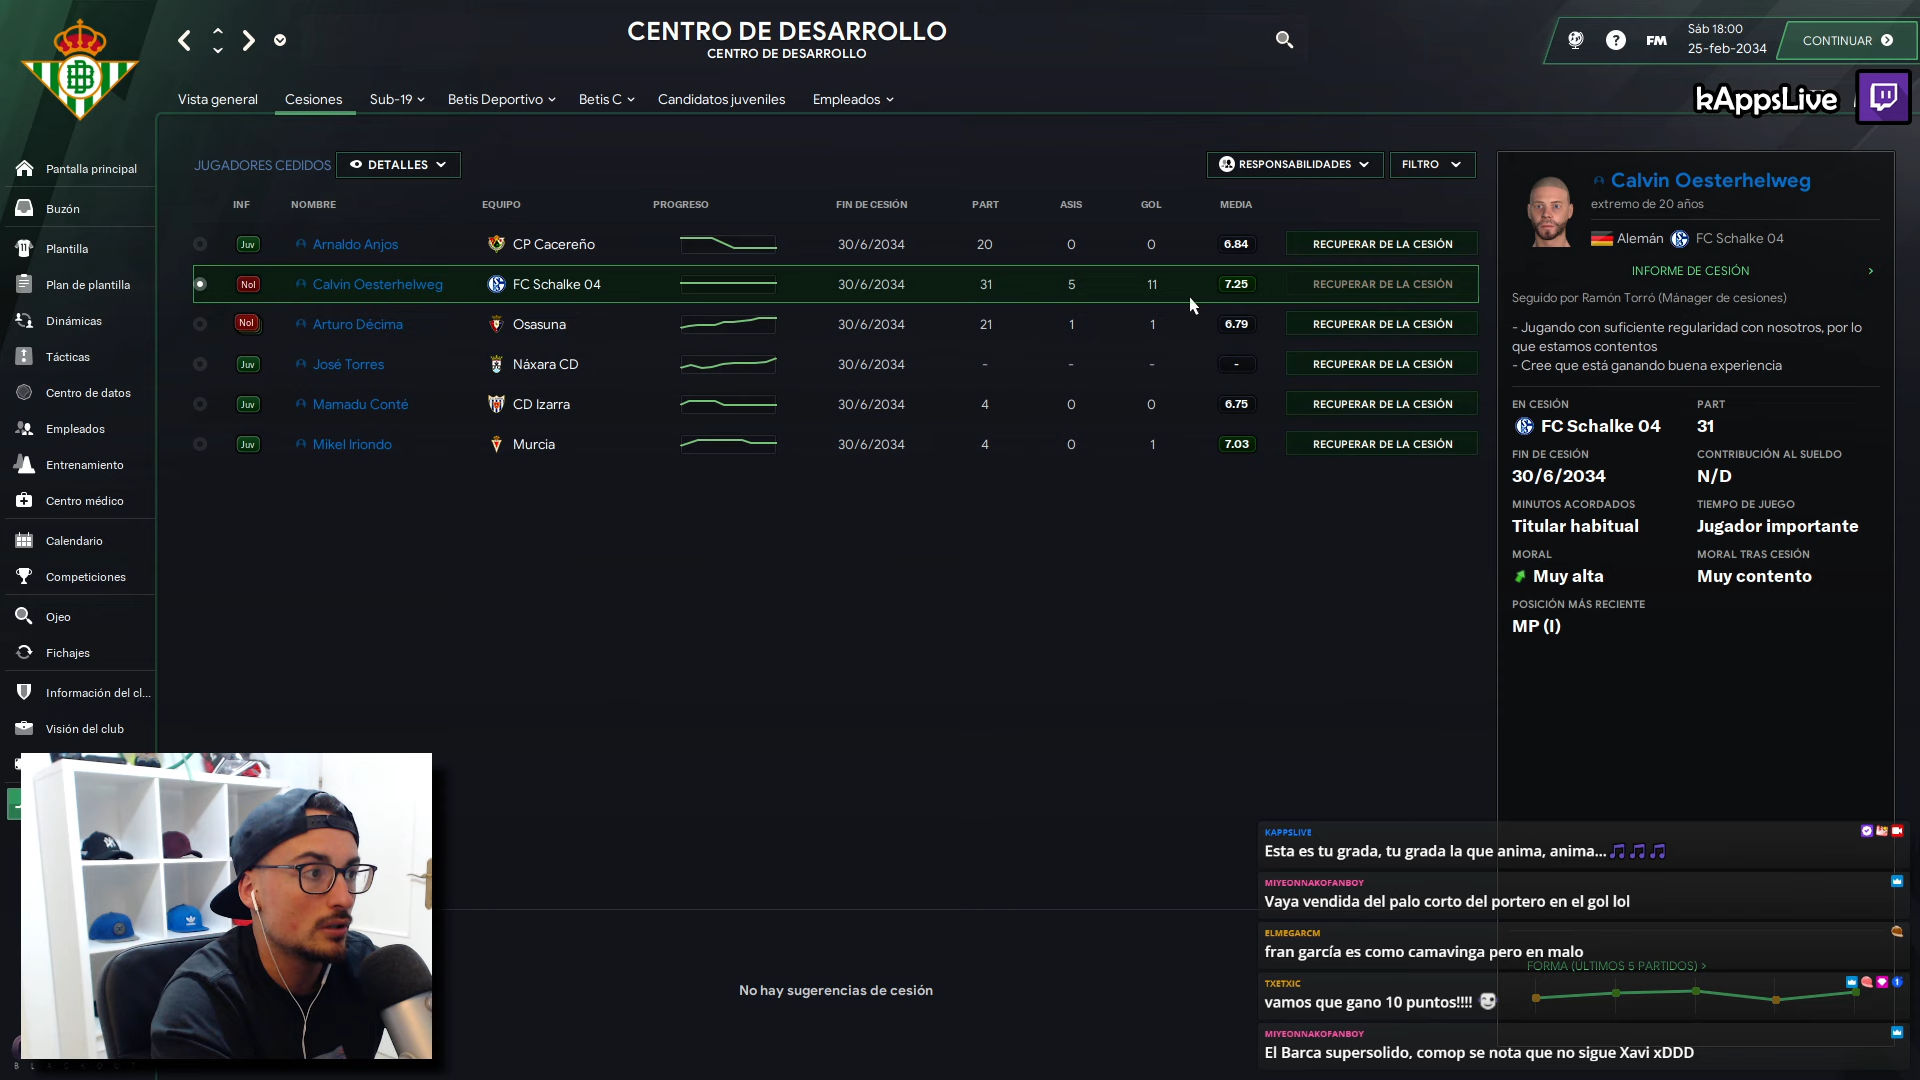 CENTRO DE DESARROLLO
CENTRO DE DESARROLLO
FM
Sáb 18:00
25-feb-2034
CONTINUAR
kAppsLive
Vista general
Cesiones
Sub-19
Betis Deportivo
Betis C
Candidatos juveniles
Empleados
Pantalla principal
Buzón
Plantilla
Plan de plantilla
Dinámicas
Tácticas
Centro de datos
Empleados
Entrenamiento
Centro médico
Calendario
Competiciones
Ojeo
Fichajes
Información del cl...
Visión del club
JUGADORES CEDIDOS
DETALLES
RESPONSABILIDADES
FILTRO
INF NOMBRE EQUIPO PROGRESO FIN DE CESIÓN PART ASIS GOL MEDIA
Juv Arnaldo Anjos CP Cacereño 30/6/2034 20 0 0 6.84 RECUPERAR DE LA CESIÓN
Nol Calvin Oesterhelweg FC Schalke 04 30/6/2034 31 5 11 7.25 RECUPERAR DE LA CESIÓN
Nol Arturo Décima Osasuna 30/6/2034 21 1 1 6.79 RECUPERAR DE LA CESIÓN
Juv José Torres Náxara CD 30/6/2034 - - - - RECUPERAR DE LA CESIÓN
Juv Mamadu Conté CD Izarra 30/6/2034 4 0 0 6.75 RECUPERAR DE LA CESIÓN
Juv Mikel Iriondo Murcia 30/6/2034 4 0 1 7.03 RECUPERAR DE LA CESIÓN
No hay sugerencias de cesión
Calvin Oesterhelweg
extremo de 20 años
Alemán FC Schalke 04
INFORME DE CESIÓN
Seguido por Ramón Torró (Mánager de cesiones)
- Jugando con suficiente regularidad con nosotros, por lo
que estamos contentos
- Cree que está ganando buena experiencia
EN CESIÓN PART
FC Schalke 04 31
FIN DE CESIÓN CONTRIBUCIÓN AL SUELDO
30/6/2034 N/D
MINUTOS ACORDADOS TIEMPO DE JUEGO
Titular habitual Jugador importante
MORAL MORAL TRAS CESIÓN
Muy alta Muy contento
POSICIÓN MÁS RECIENTE
MP (I)
KAPPSLIVE
Esta es tu grada, tu grada la que anima, anima...🎵🎵🎵
MIYEONNAKOFANBOY
Vaya vendida del palo corto del portero en el gol lol
ELMEGARCM
fran garcía es como camavinga pero en malo
FORMA (ÚLTIMOS 5 PARTIDOS) >
TXETXIC
vamos que gano 10 puntos!!!!
MIYEONNAKOFANBOY
El Barca supersolido, comop se nota que no sigue Xavi xDDD